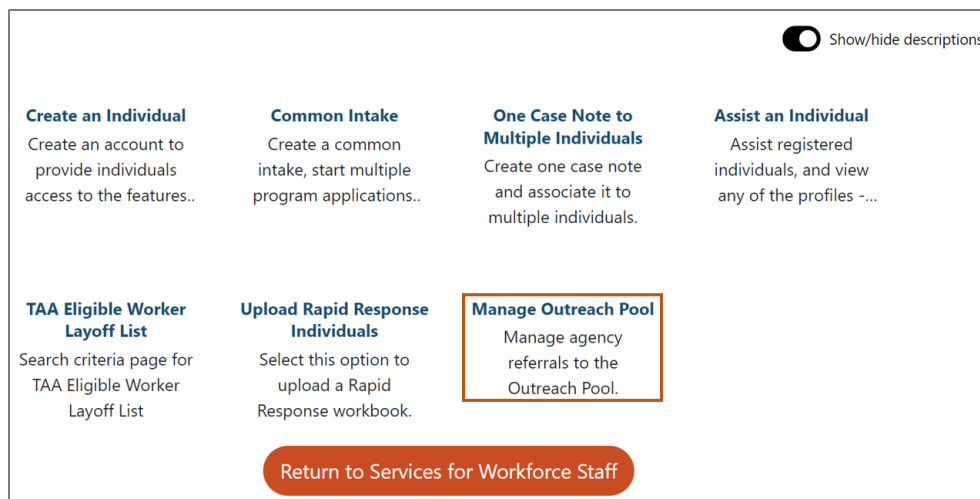 Show/hide descriptions
Create an Individual
Create an account to
provide individuals
access to the features..
Common Intake
Create a common
intake, start multiple
program applications..
One Case Note to
Multiple Individuals
Create one case note
and associate it to
multiple individuals.
Assist an Individual
Assist registered
individuals, and view
any of the profiles -...
TAA Eligible Worker
Layoff List
Search criteria page for
TAA Eligible Worker
Layoff List
Upload Rapid Response
Individuals
Select this option to
upload a Rapid
Response workbook.
Manage Outreach Pool
Manage agency
referrals to the
Outreach Pool.
Return to Services for Workforce Staff